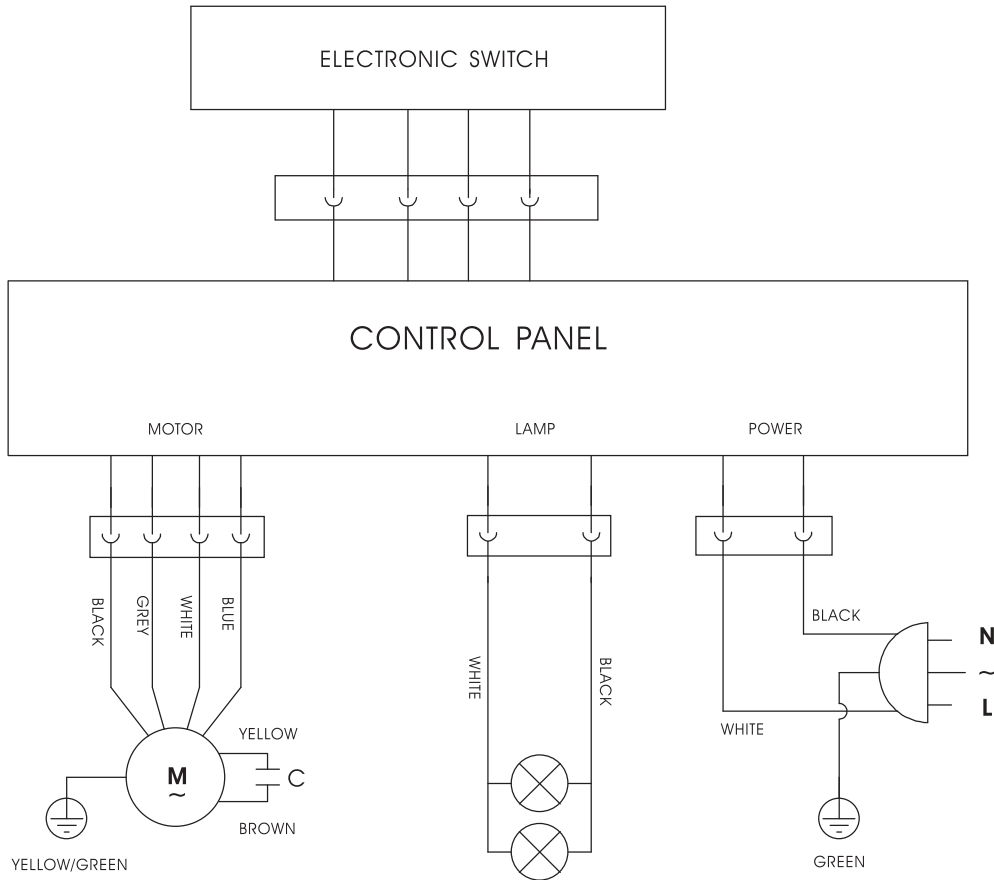 ELECTRONIC SWITCH
CONTROL PANEL
MOTOR
LAMP
POWER
BLACK
GREY
WHITE
BLUE
WHITE
BLACK
BLACK
WHITE
N
~
L
YELLOW
M
~
C
BROWN
YELLOW/GREEN
GREEN